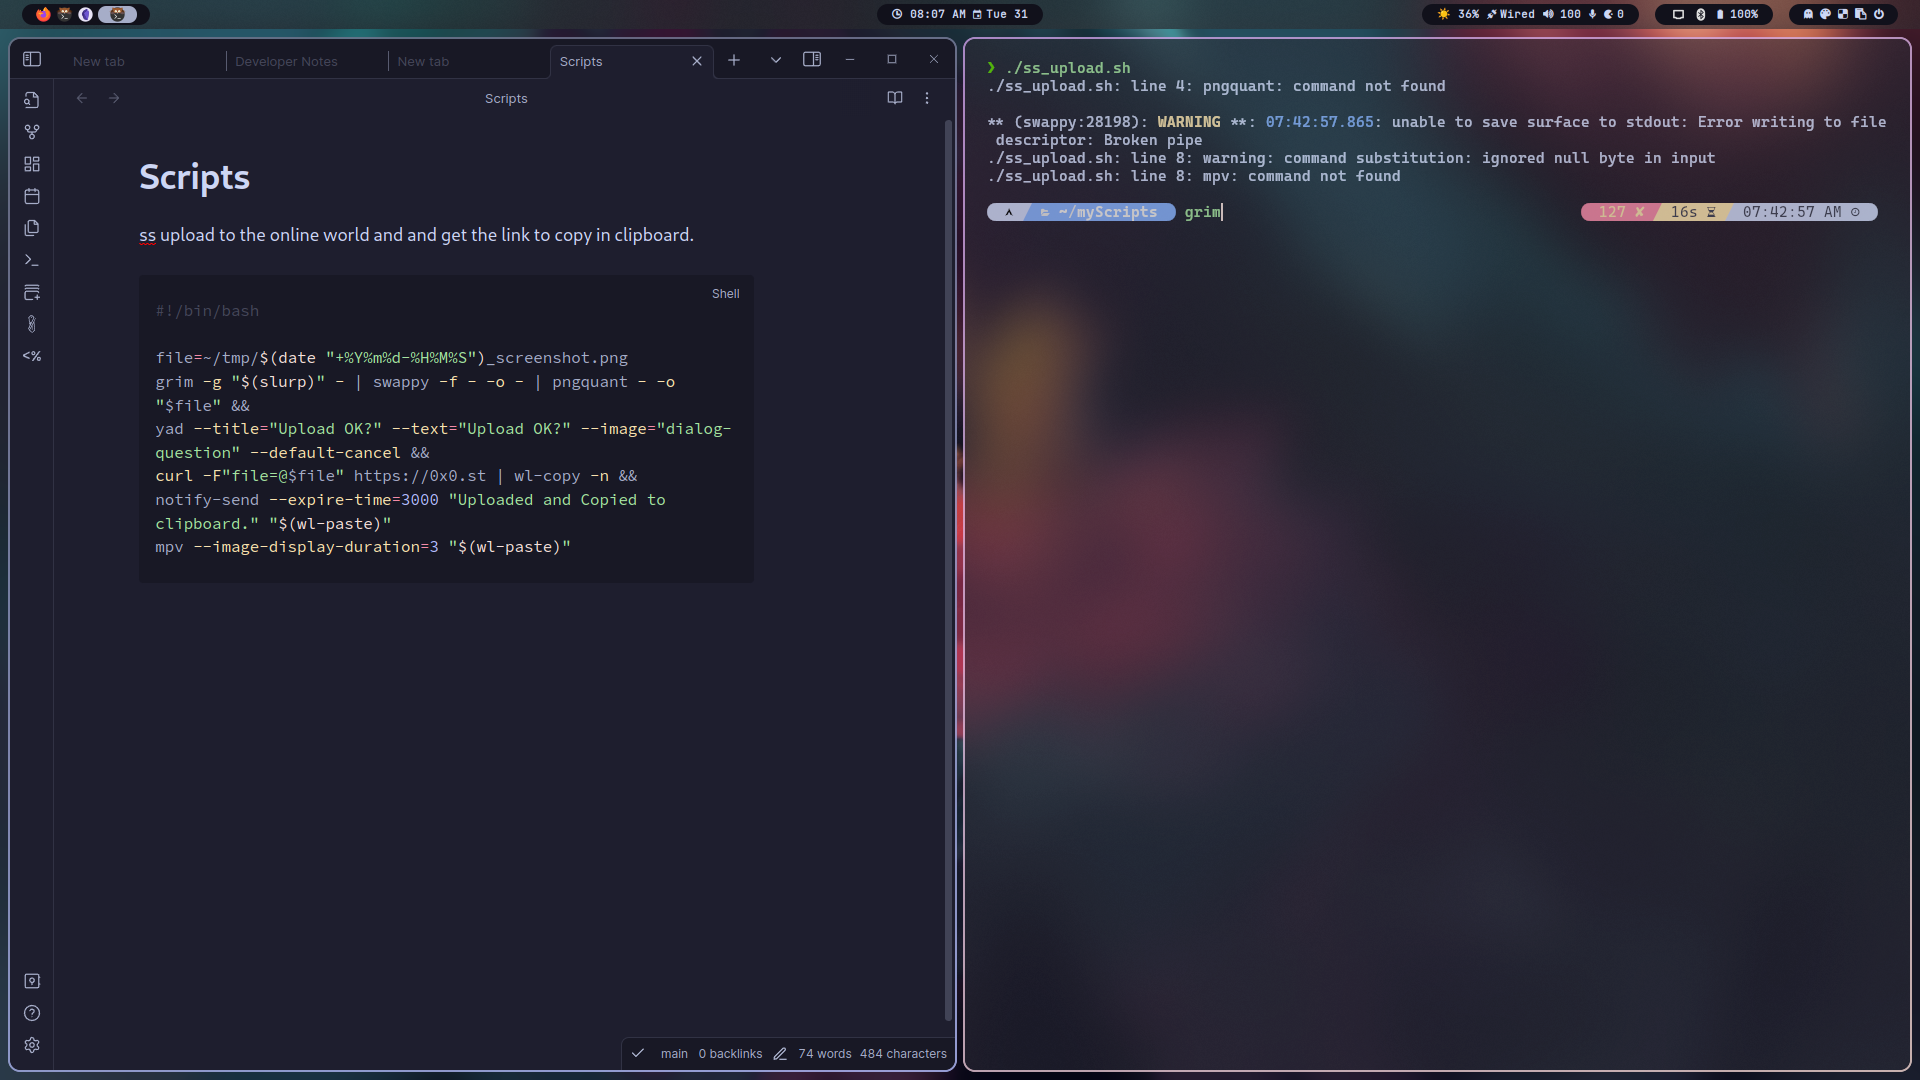 08:07 AM Tue 31
36% Wired 100 0
100%
New tab
Developer Notes
New tab
Scripts
Scripts
Scripts
ss upload to the online world and and get the link to copy in clipboard.
Shell
#!/bin/bash
file=~/tmp/$(date "+%Y%m%d-%H%M%S")_screenshot.png
grim -g "$(slurp)" - | swappy -f - -o - | pngquant - -o
"$file" &&
yad --title="Upload OK?" --text="Upload OK?" --image="dialog-
question" --default-cancel &&
curl -F"file=@$file" https://0x0.st | wl-copy -n &&
notify-send --expire-time=3000 "Uploaded and Copied to
clipboard." "$(wl-paste)"
mpv --image-display-duration=3 "$(wl-paste)"
<%
main 0 backlinks 74 words 484 characters
❯ ./ss_upload.sh
./ss_upload.sh: line 4: pngquant: command not found
** (swappy:28198): WARNING **: 07:42:57.865: unable to save surface to stdout: Error writing to file
descriptor: Broken pipe
./ss_upload.sh: line 8: warning: command substitution: ignored null byte in input
./ss_upload.sh: line 8: mpv: command not found
~/myScripts grim
127 ✘ 16s 07:42:57 AM